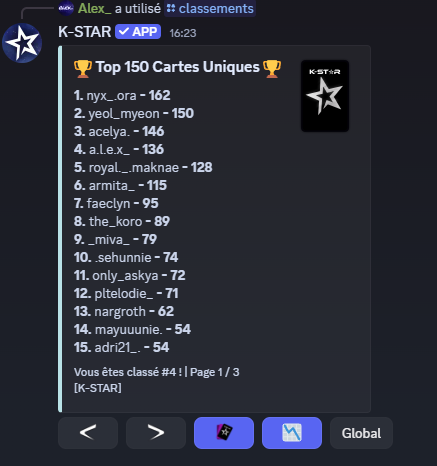 Alex_ a utilisé classements
K-STAR ✓ APP 16:23
🏆 Top 150 Cartes Uniques 🏆
K-ST☆R
1. nyx_.ora - 162
2. yeol_myeon - 150
3. acelya. - 146
4. a.l.e.x_ - 136
5. royal._.maknae - 128
6. armita_ - 115
7. faeclyn - 95
8. the_koro - 89
9. _miva_ - 79
10. .sehunnie - 74
11. only_askya - 72
12. pltelodie_ - 71
13. nargroth - 62
14. mayuuunie. - 54
15. adri21_. - 54
Vous êtes classé #4 ! | Page 1 / 3
[K-STAR]
< > Global